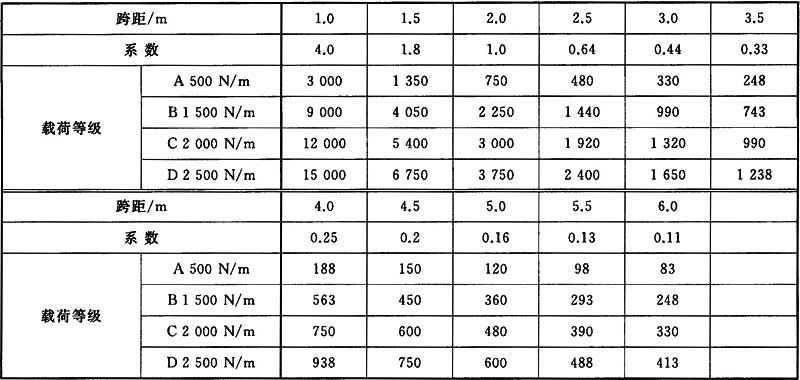 跨距/m 1.0 1.5 2.0 2.5 3.0 3.5
系 数 4.0 1.8 1.0 0.64 0.44 0.33
载荷等级
A 500 N/m 3 000 1 350 750 480 330 248
B 1 500 N/m 9 000 4 050 2 250 1 440 990 743
C 2 000 N/m 12 000 5 400 3 000 1 920 1 320 990
D 2 500 N/m 15 000 6 750 3 750 2 400 1 650 1 238
跨距/m 4.0 4.5 5.0 5.5 6.0
系 数 0.25 0.2 0.16 0.13 0.11
载荷等级
A 500 N/m 188 150 120 98 83
B 1 500 N/m 563 450 360 293 248
C 2 000 N/m 750 600 480 390 330
D 2 500 N/m 938 750 600 488 413